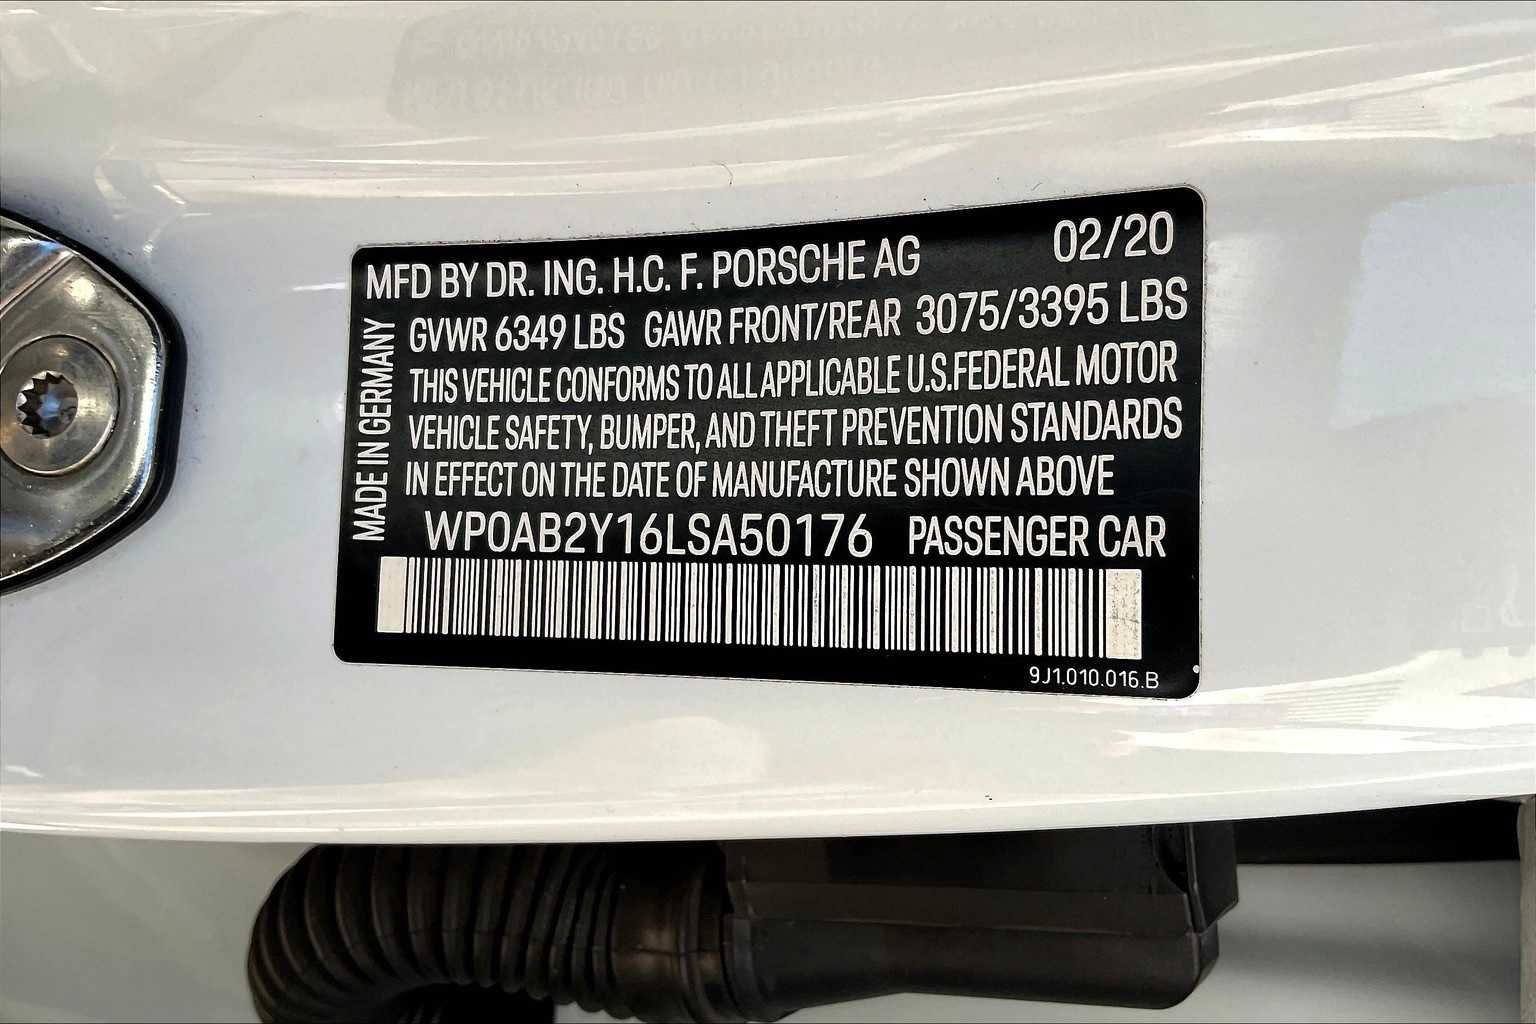 MFD BY DR. ING. H.C. F. PORSCHE AG 02/20
GVWR 6349 LBS GAWR FRONT/REAR 3075/3395 LBS
THIS VEHICLE CONFORMS TO ALL APPLICABLE U.S.FEDERAL MOTOR
VEHICLE SAFETY, BUMPER, AND THEFT PREVENTION STANDARDS
IN EFFECT ON THE DATE OF MANUFACTURE SHOWN ABOVE
WP0AB2Y16LSA50176 PASSENGER CAR
9J1.010.016.B
MADE IN GERMANY